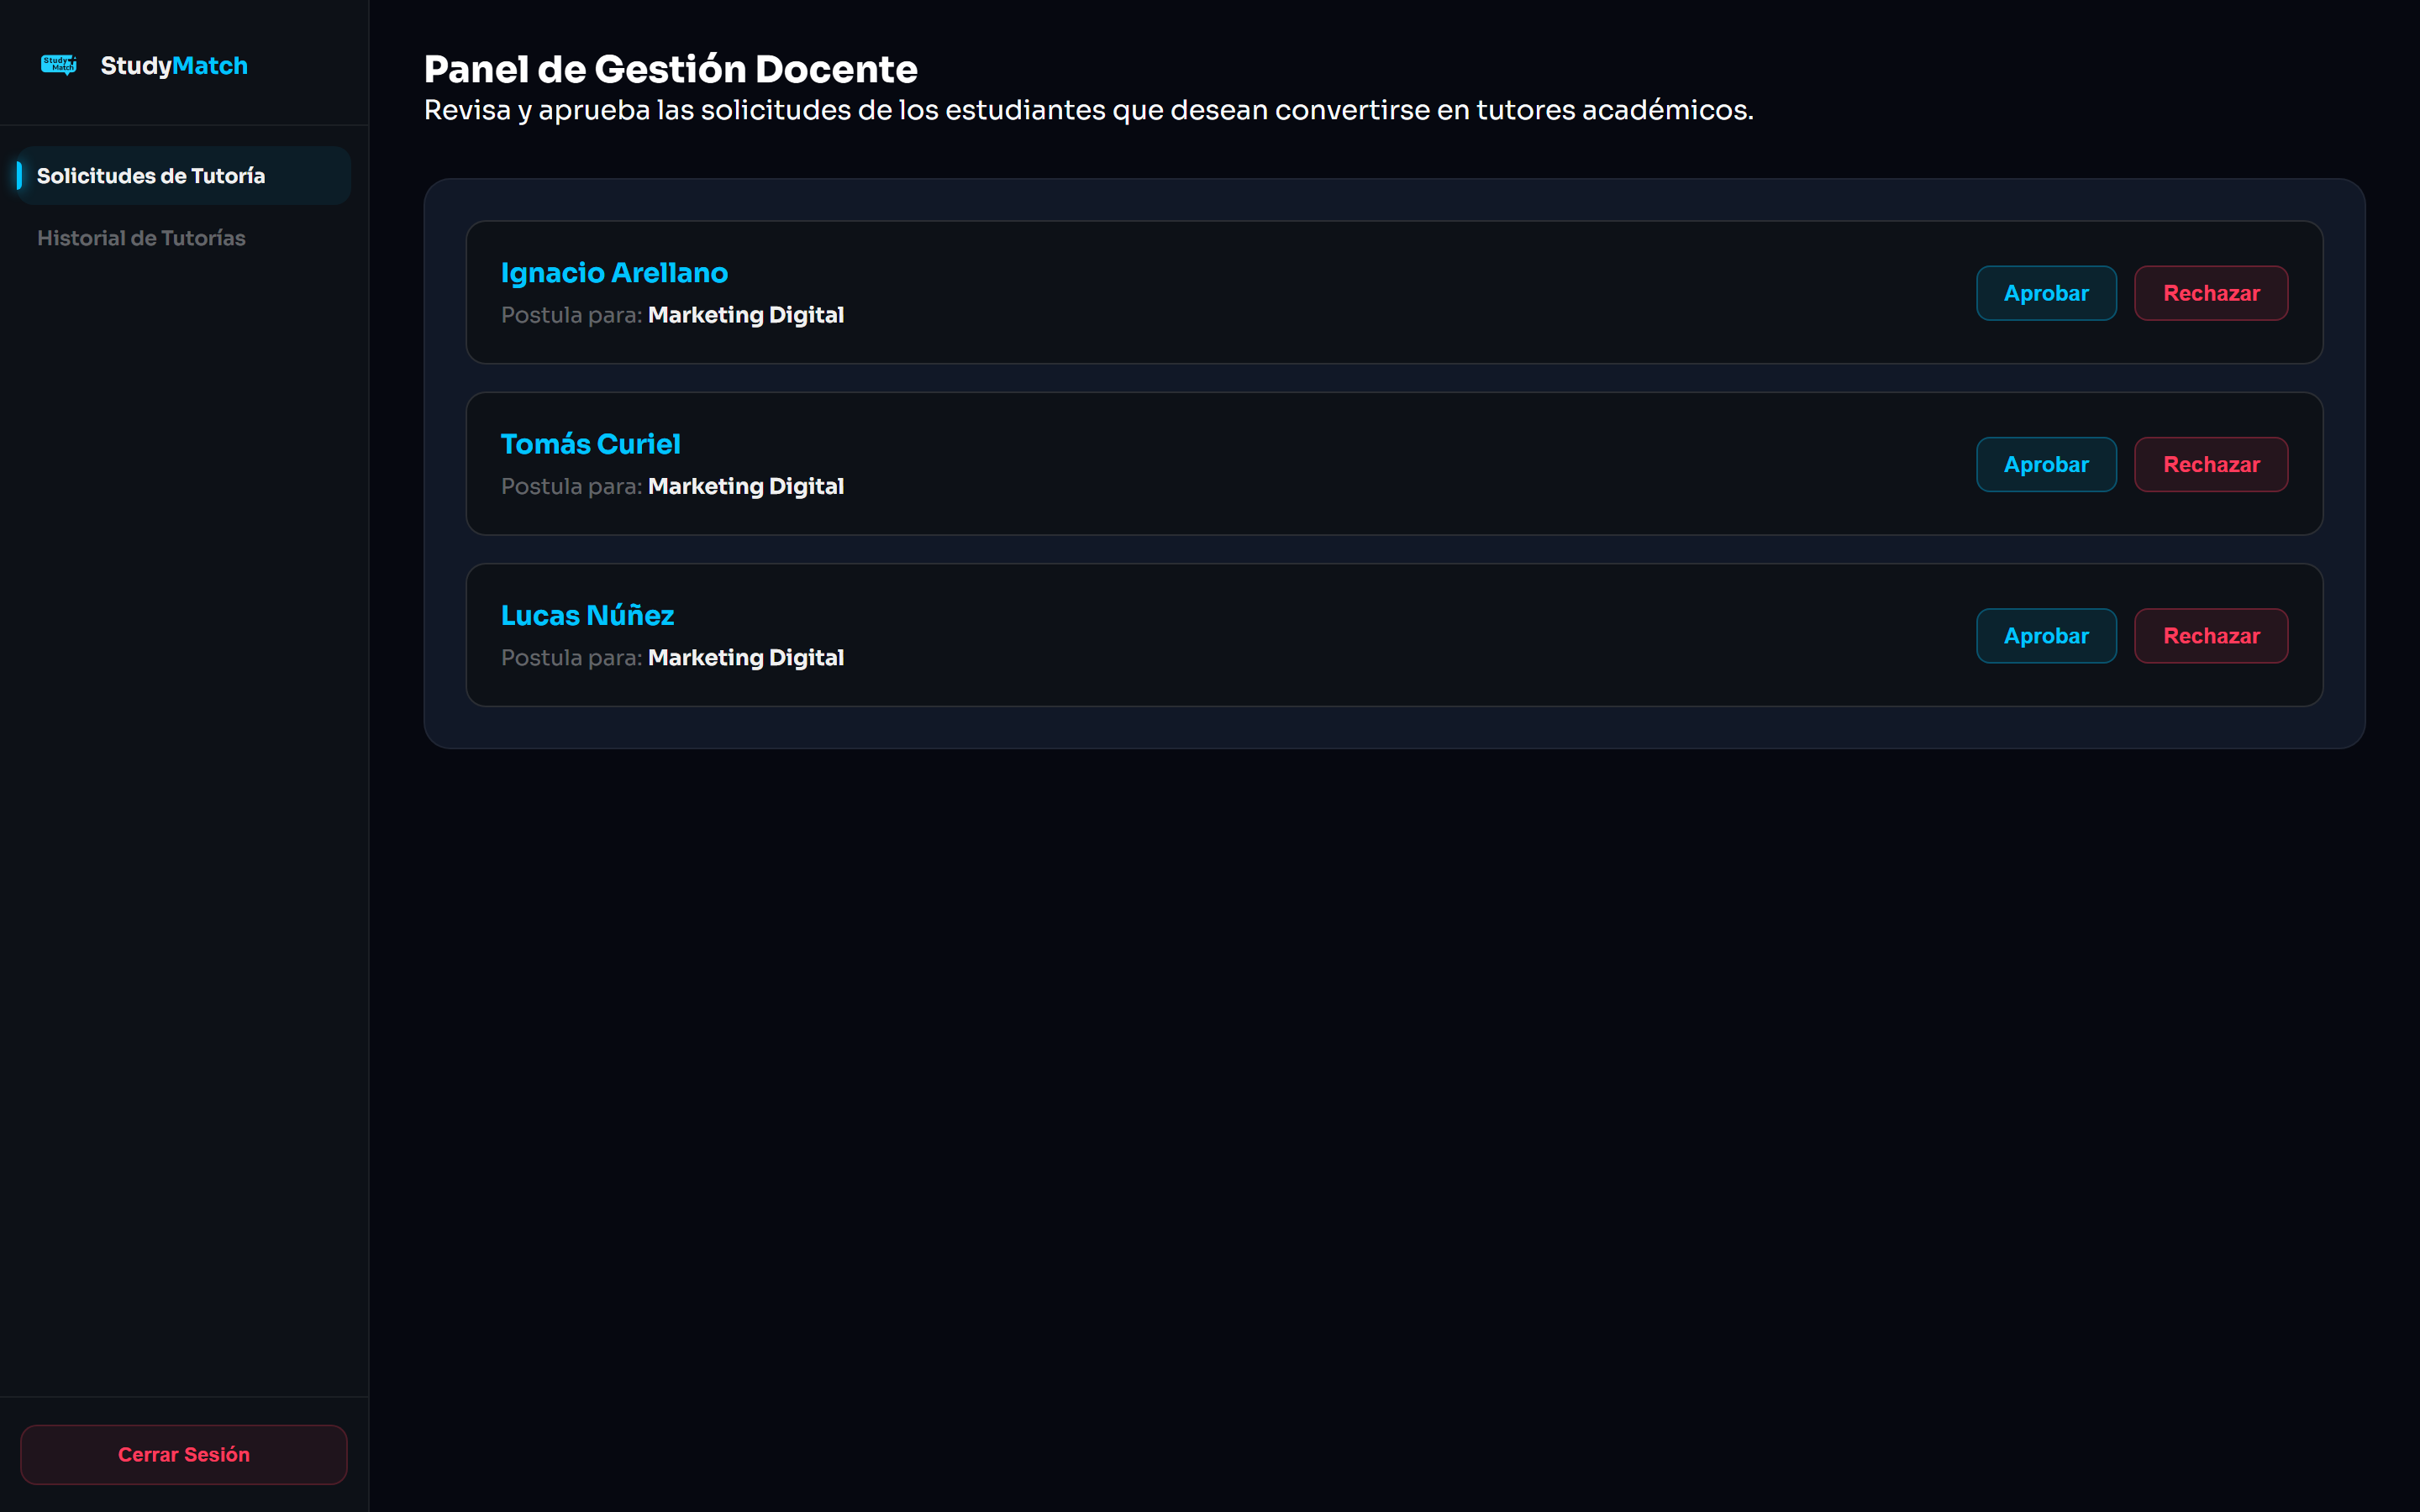 Study+
Match
StudyMatch
Solicitudes de Tutoría
Historial de Tutorías
Cerrar Sesión
Panel de Gestión Docente
Revisa y aprueba las solicitudes de los estudiantes que desean convertirse en tutores académicos.
Ignacio Arellano
Postula para: Marketing Digital
Aprobar
Rechazar
Tomás Curiel
Postula para: Marketing Digital
Aprobar
Rechazar
Lucas Núñez
Postula para: Marketing Digital
Aprobar
Rechazar